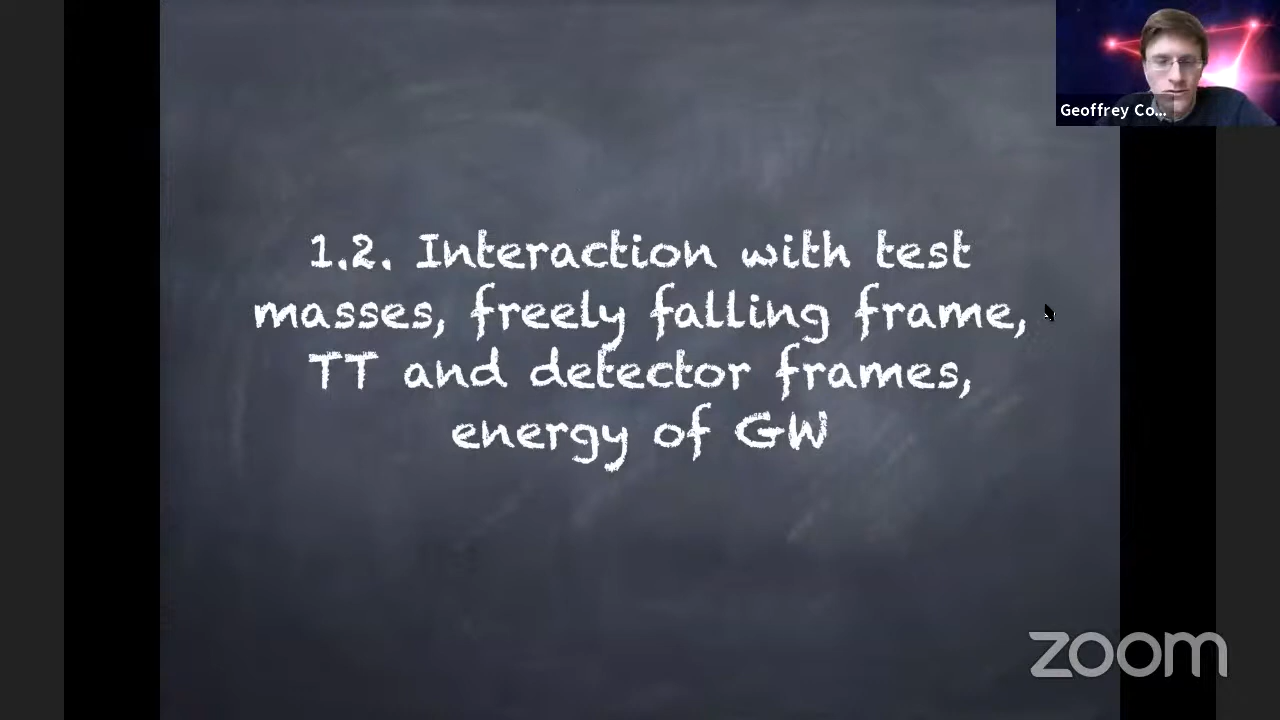 Geoffrey Co...
1.2. Interaction with test
masses, freely falling frame,
TT and detector frames,
energy of GW
zoom